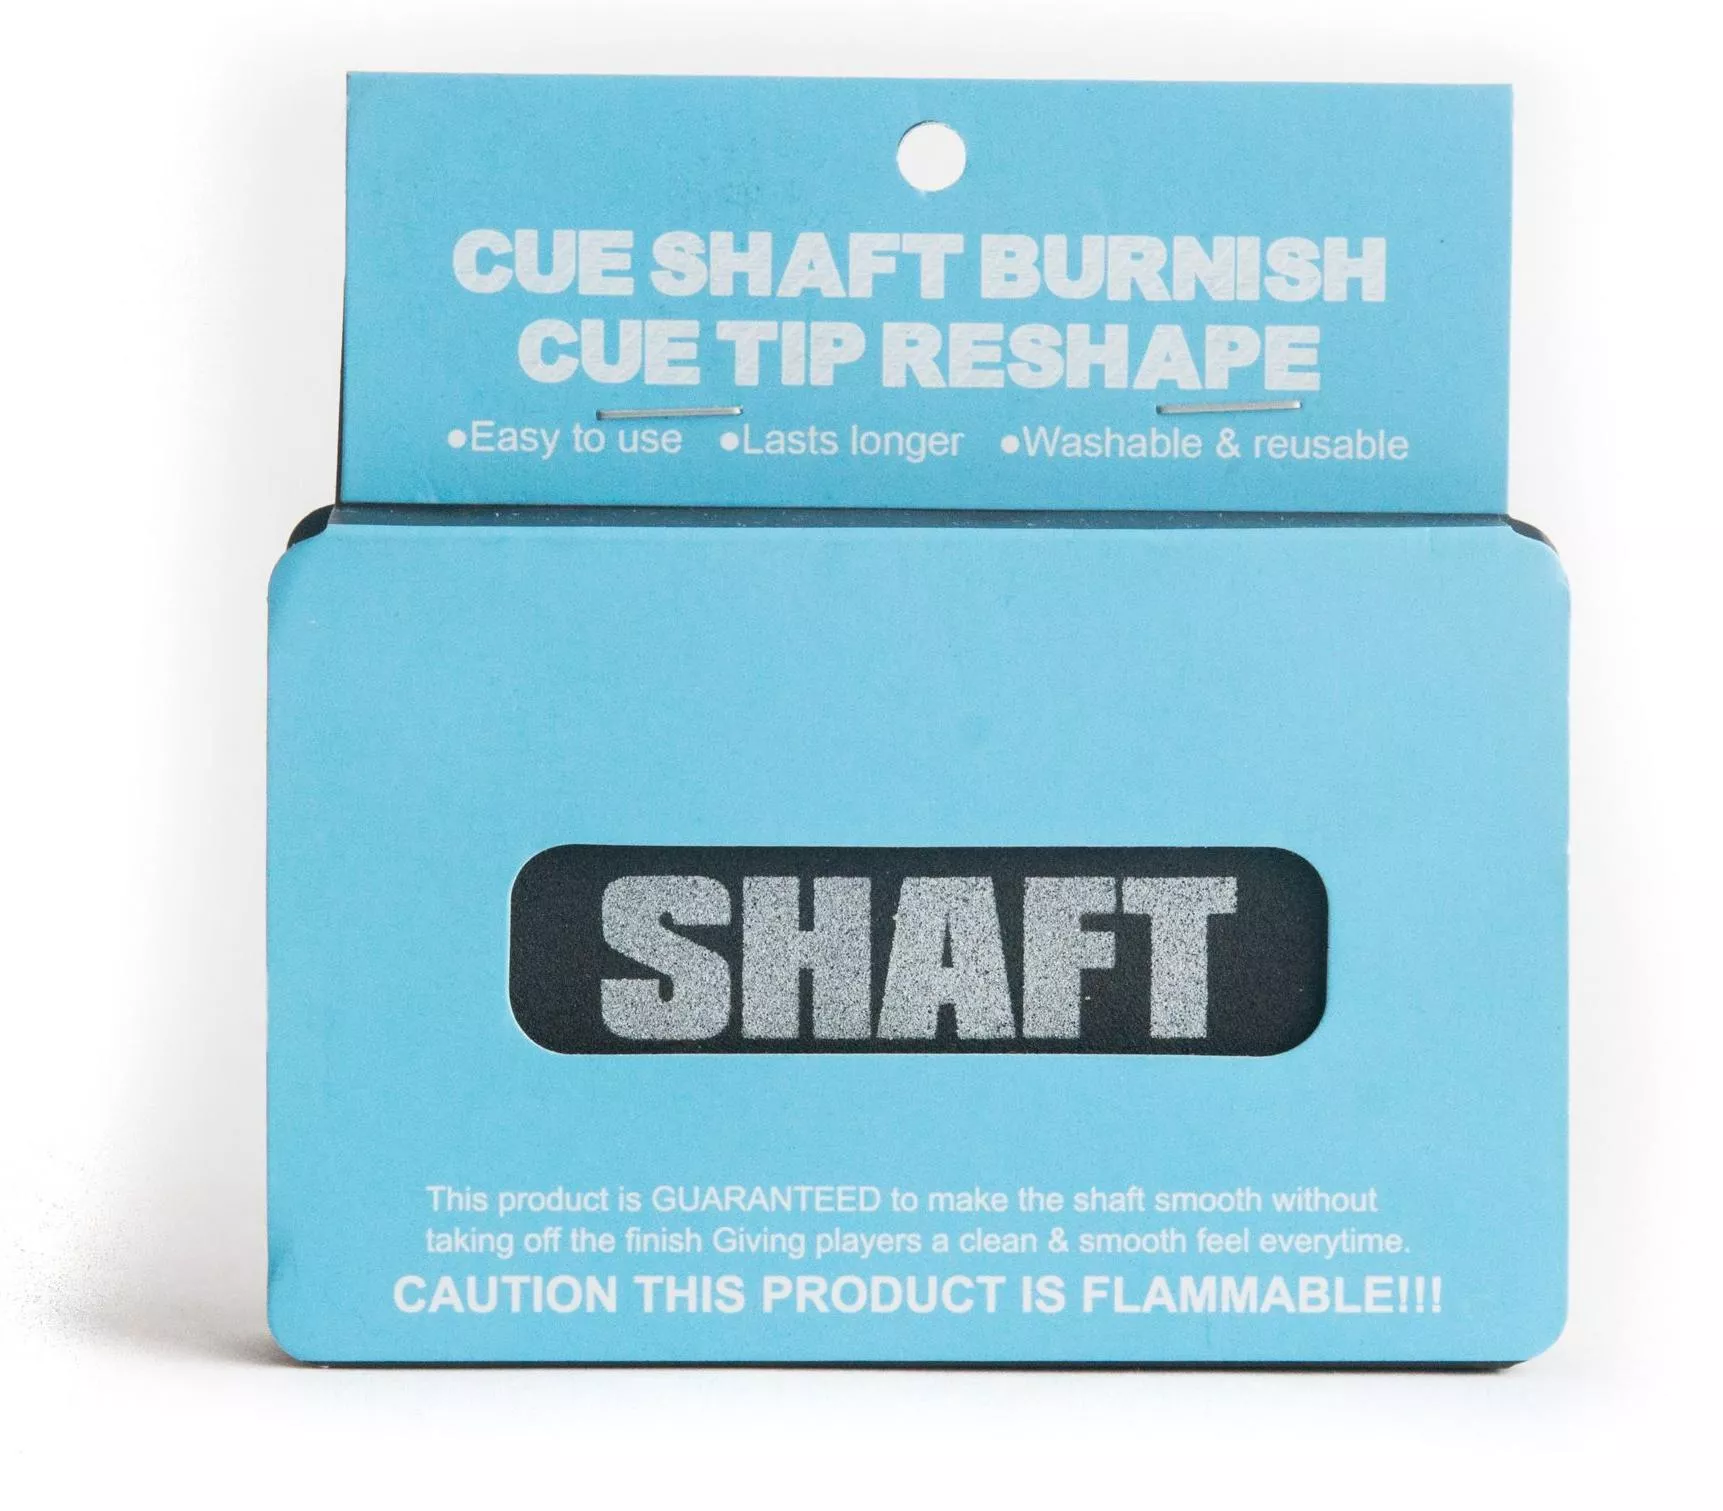 CUE SHAFT BURNISH
CUE TIP RESHAPE
●Easy to use ●Lasts longer ●Washable & reusable
SHAFT
This product is GUARANTEED to make the shaft smooth without
taking off the finish Giving players a clean & smooth feel everytime.
CAUTION THIS PRODUCT IS FLAMMABLE!!!